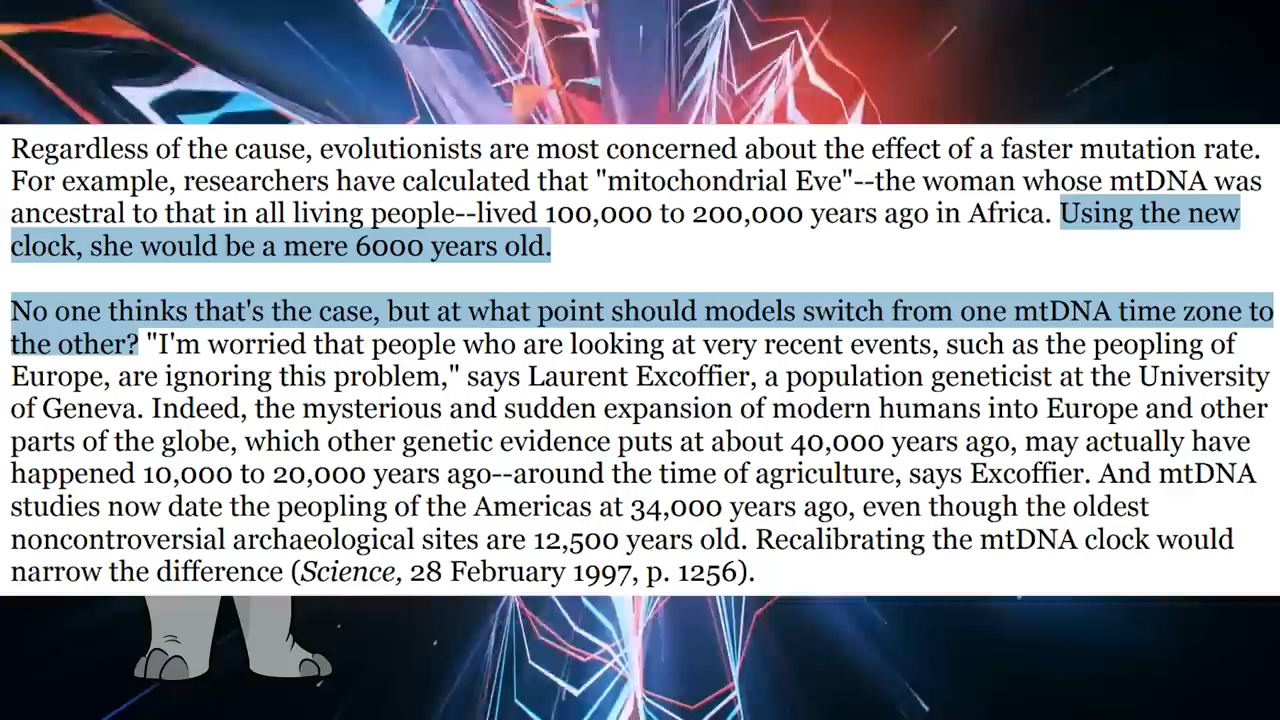 Regardless of the cause, evolutionists are most concerned about the effect of a faster mutation rate.
For example, researchers have calculated that "mitochondrial Eve"--the woman whose mtDNA was
ancestral to that in all living people--lived 100,000 to 200,000 years ago in Africa. Using the new
clock, she would be a mere 6000 years old.
No one thinks that's the case, but at what point should models switch from one mtDNA time zone to
the other? "I'm worried that people who are looking at very recent events, such as the peopling of
Europe, are ignoring this problem," says Laurent Excoffier, a population geneticist at the University
of Geneva. Indeed, the mysterious and sudden expansion of modern humans into Europe and other
parts of the globe, which other genetic evidence puts at about 40,000 years ago, may actually have
happened 10,000 to 20,000 years ago--around the time of agriculture, says Excoffier. And mtDNA
studies now date the peopling of the Americas at 34,000 years ago, even though the oldest
noncontroversial archaeological sites are 12,500 years old. Recalibrating the mtDNA clock would
narrow the difference (Science, 28 February 1997, p. 1256).